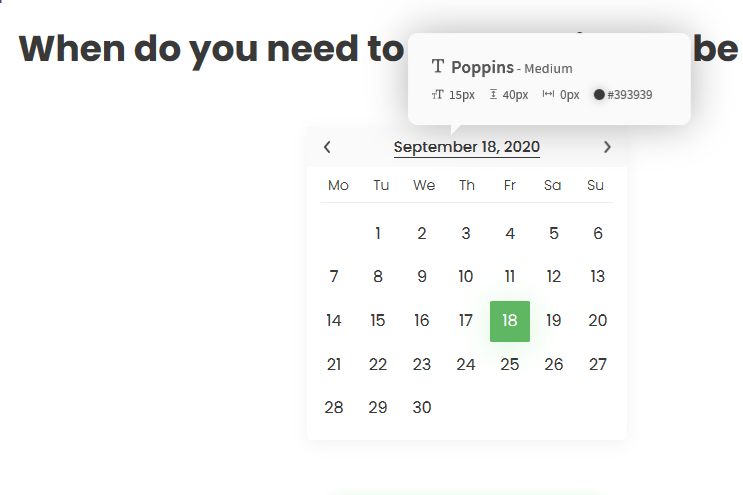 When do you need to be
Poppins - Medium
15px 40px 0px #393939
September 18, 2020
Mo Tu We Th Fr Sa Su
1 2 3 4 5 6
7 8 9 10 11 12 13
14 15 16 17 18 19 20
21 22 23 24 25 26 27
28 29 30